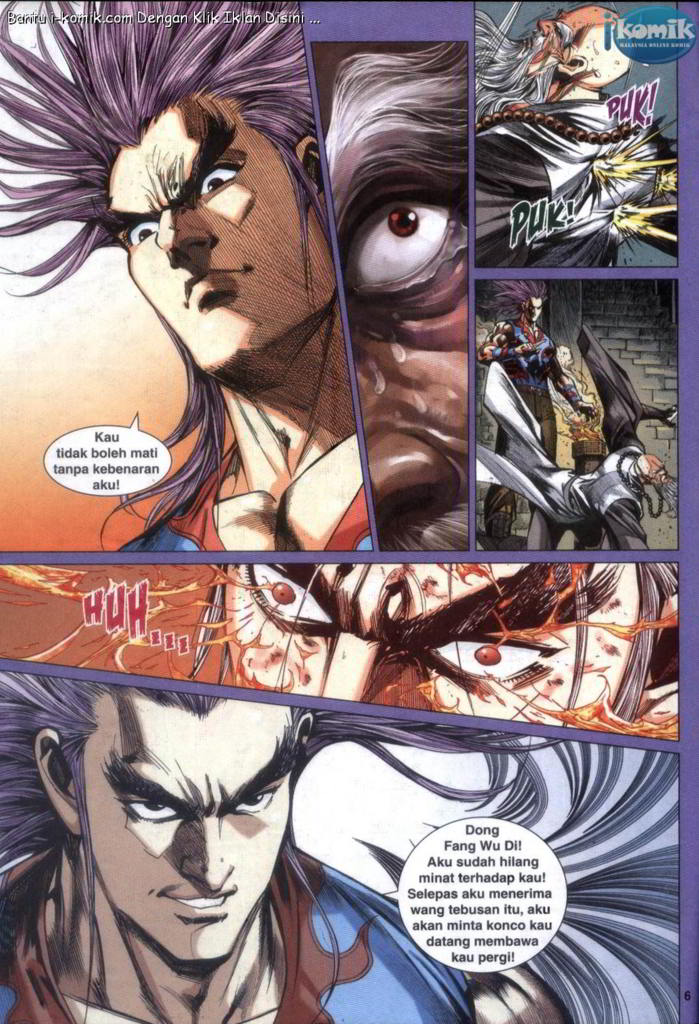 Bantu i-komik.com Dengan Klik Iklan Disini ...
ikomik
MALAYSIA ONLINE KOMIK
PUK!
PUK!
Kau
tidak boleh mati
tanpa kebenaran
aku!
HUH...
Dong
Fang Wu Di!
Aku sudah hilang
minat terhadap kau!
Selepas aku menerima
wang tebusan itu, aku
akan minta konco kau
datang membawa
kau pergi!
6